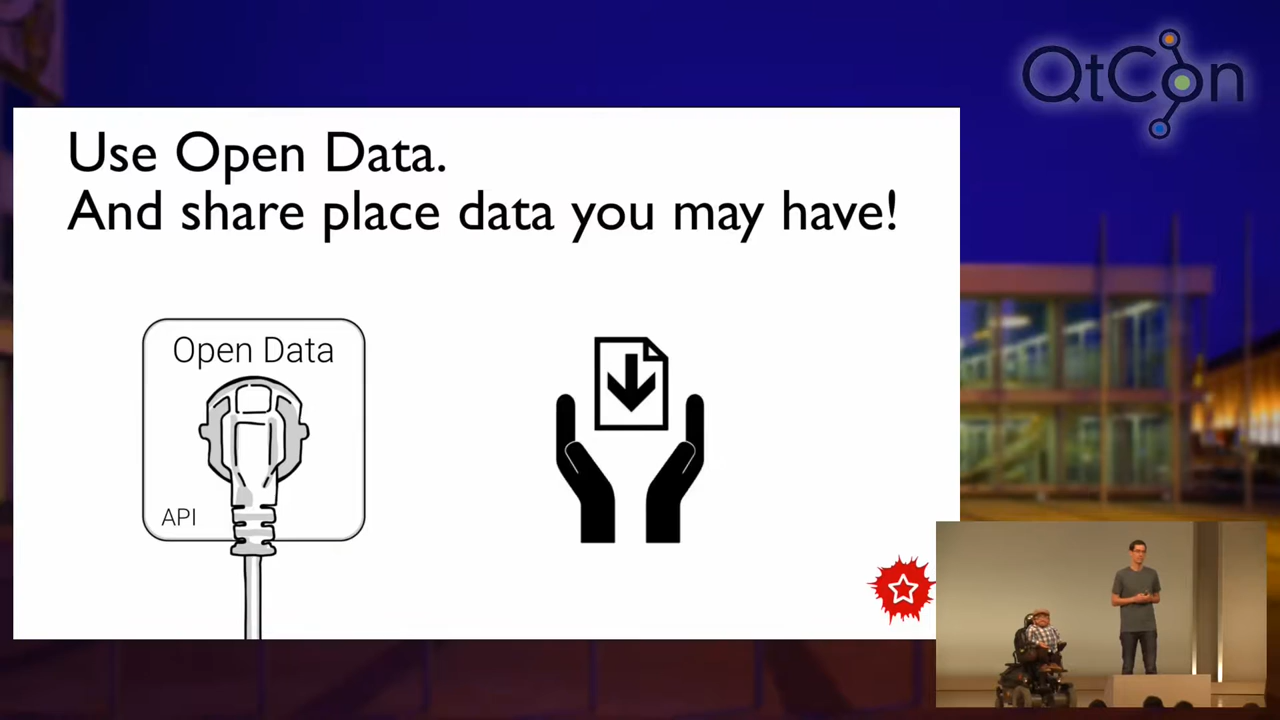 QtCon
Use Open Data.
And share place data you may have!
Open Data
API